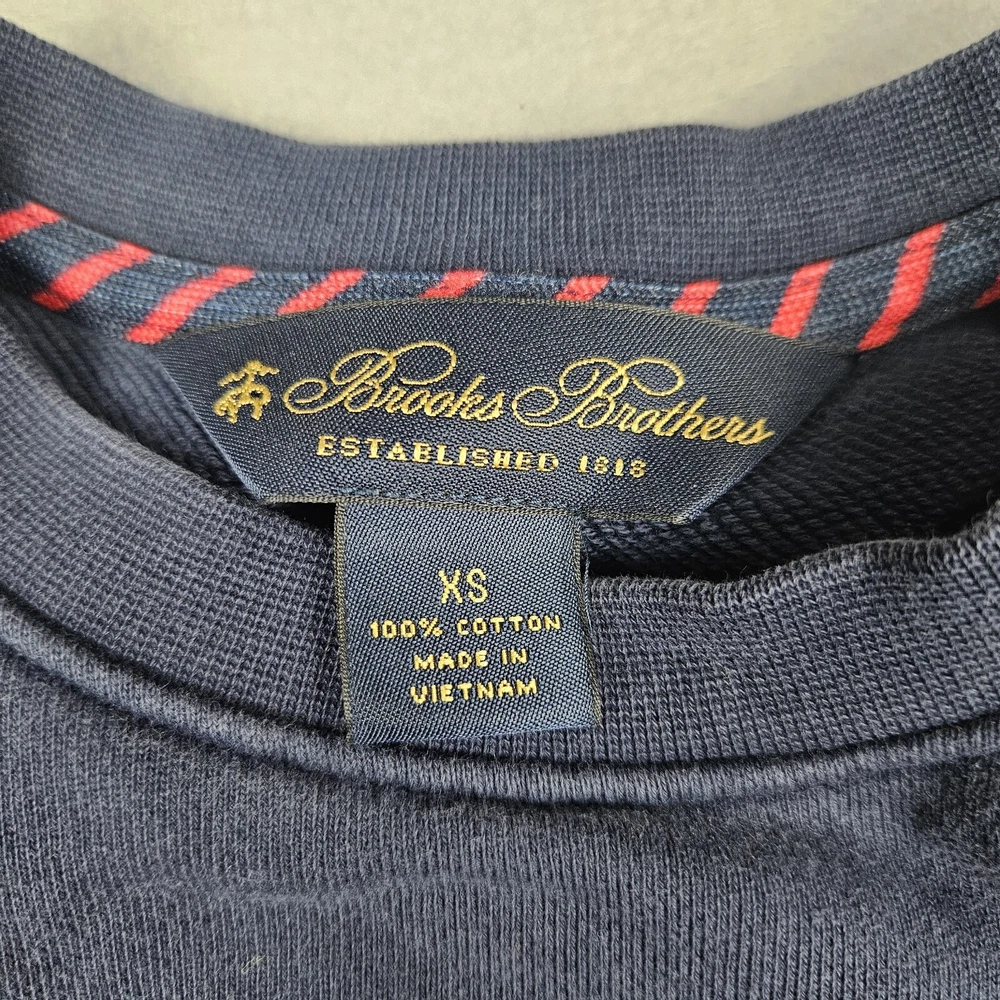 Brooks Brothers
ESTABLISHED 1818
XS
100% COTTON
MADE IN
VIETNAM